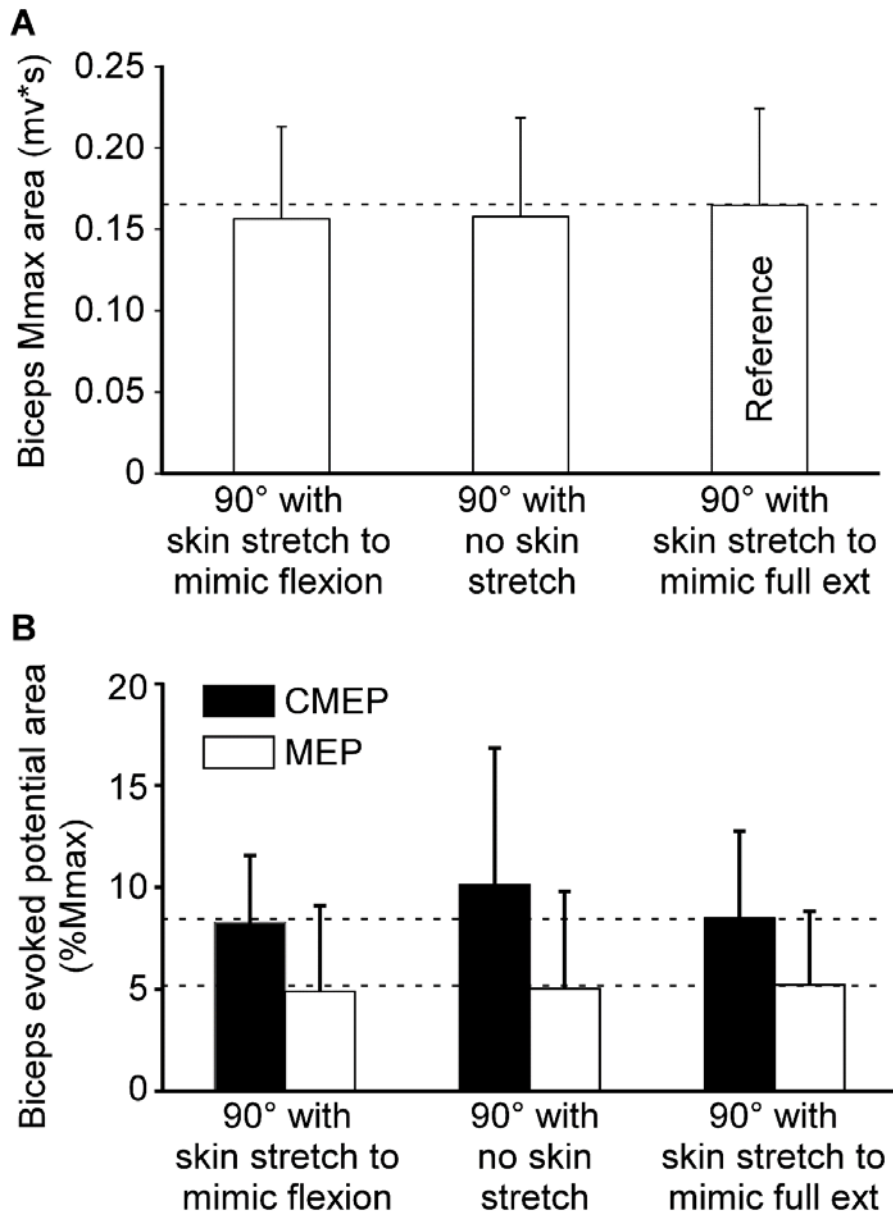 A
Biceps Mmax area (mv*s)
0.25
0.20
0.15
0.10
0.05
0
Reference
90° with
skin stretch to
mimic flexion
90° with
no skin
stretch
90° with
skin stretch to
mimic full ext
B
Biceps evoked potential area
(%Mmax)
20
15
10
5
0
CMEP
MEP
90° with
skin stretch to
mimic flexion
90° with
no skin
stretch
90° with
skin stretch to
mimic full ext